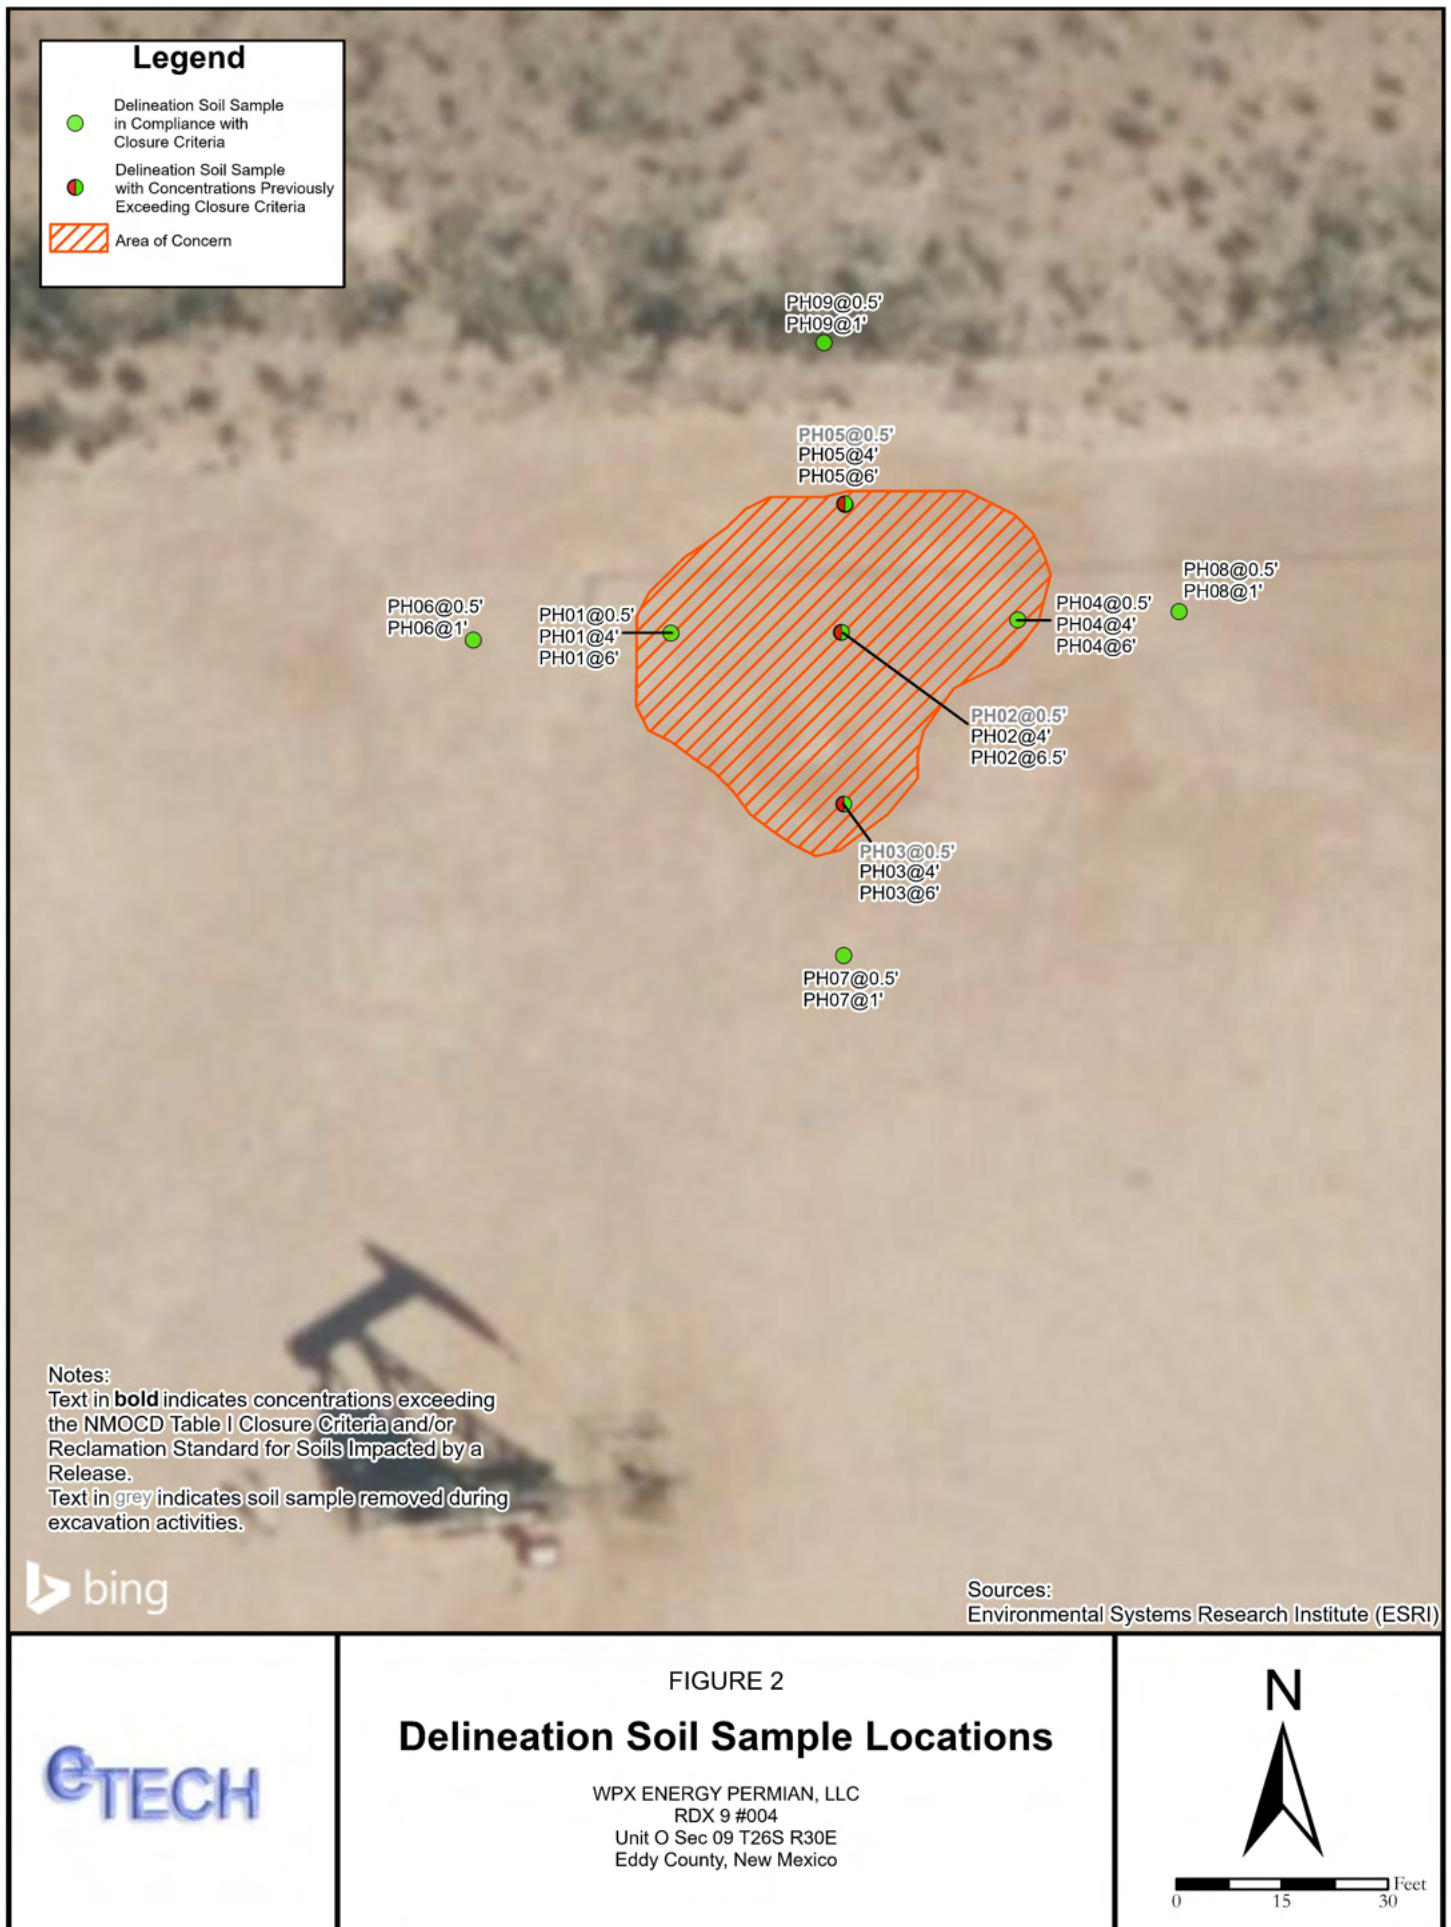 Legend
Delineation Soil Sample
in Compliance with
Closure Criteria
Delineation Soil Sample
with Concentrations Previously
Exceeding Closure Criteria
Area of Concern
PH09@0.5'
PH09@1'
PH05@0.5'
PH05@4'
PH05@6'
PH08@0.5'
PH08@1'
PH06@0.5'
PH06@1'
PH01@0.5'
PH01@4'
PH01@6'
PH04@0.5'
PH04@4'
PH04@6'
PH02@0.5'
PH02@4'
PH02@6.5'
PH03@0.5'
PH03@4'
PH03@6'
PH07@0.5'
PH07@1'
Notes:
Text in bold indicates concentrations exceeding
the NMOCD Table I Closure Criteria and/or
Reclamation Standard for Soils Impacted by a
Release.
Text in grey indicates soil sample removed during
excavation activities.
bing
Sources:
Environmental Systems Research Institute (ESRI)
eTECH
FIGURE 2
Delineation Soil Sample Locations
WPX ENERGY PERMIAN, LLC
RDX 9 #004
Unit O Sec 09 T26S R30E
Eddy County, New Mexico
N
Feet
0 15 30